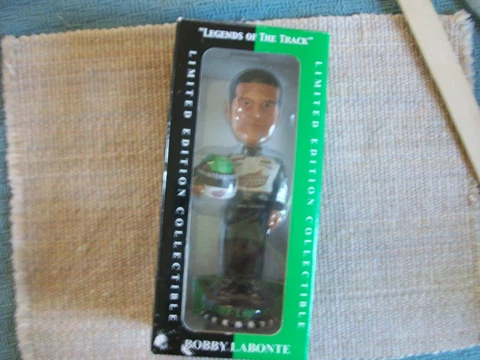 "LEGENDS OF THE TRACK"
LIMITED EDITION COLLECTIBLE
LIMITED EDITION COLLECTIBLE
BOBBY LABONTE